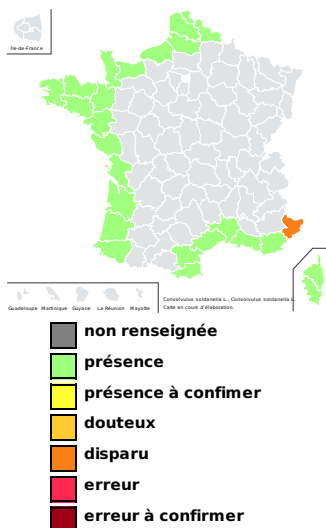 Île-de-France
Guadeloupe Martinique Guyane La Réunion Mayotte
Convolvulus soldanella L., Convolvulus soldanella L.
Carte en cours d'élaboration.
non renseignée
présence
présence à confimer
douteux
disparu
erreur
erreur à confirmer